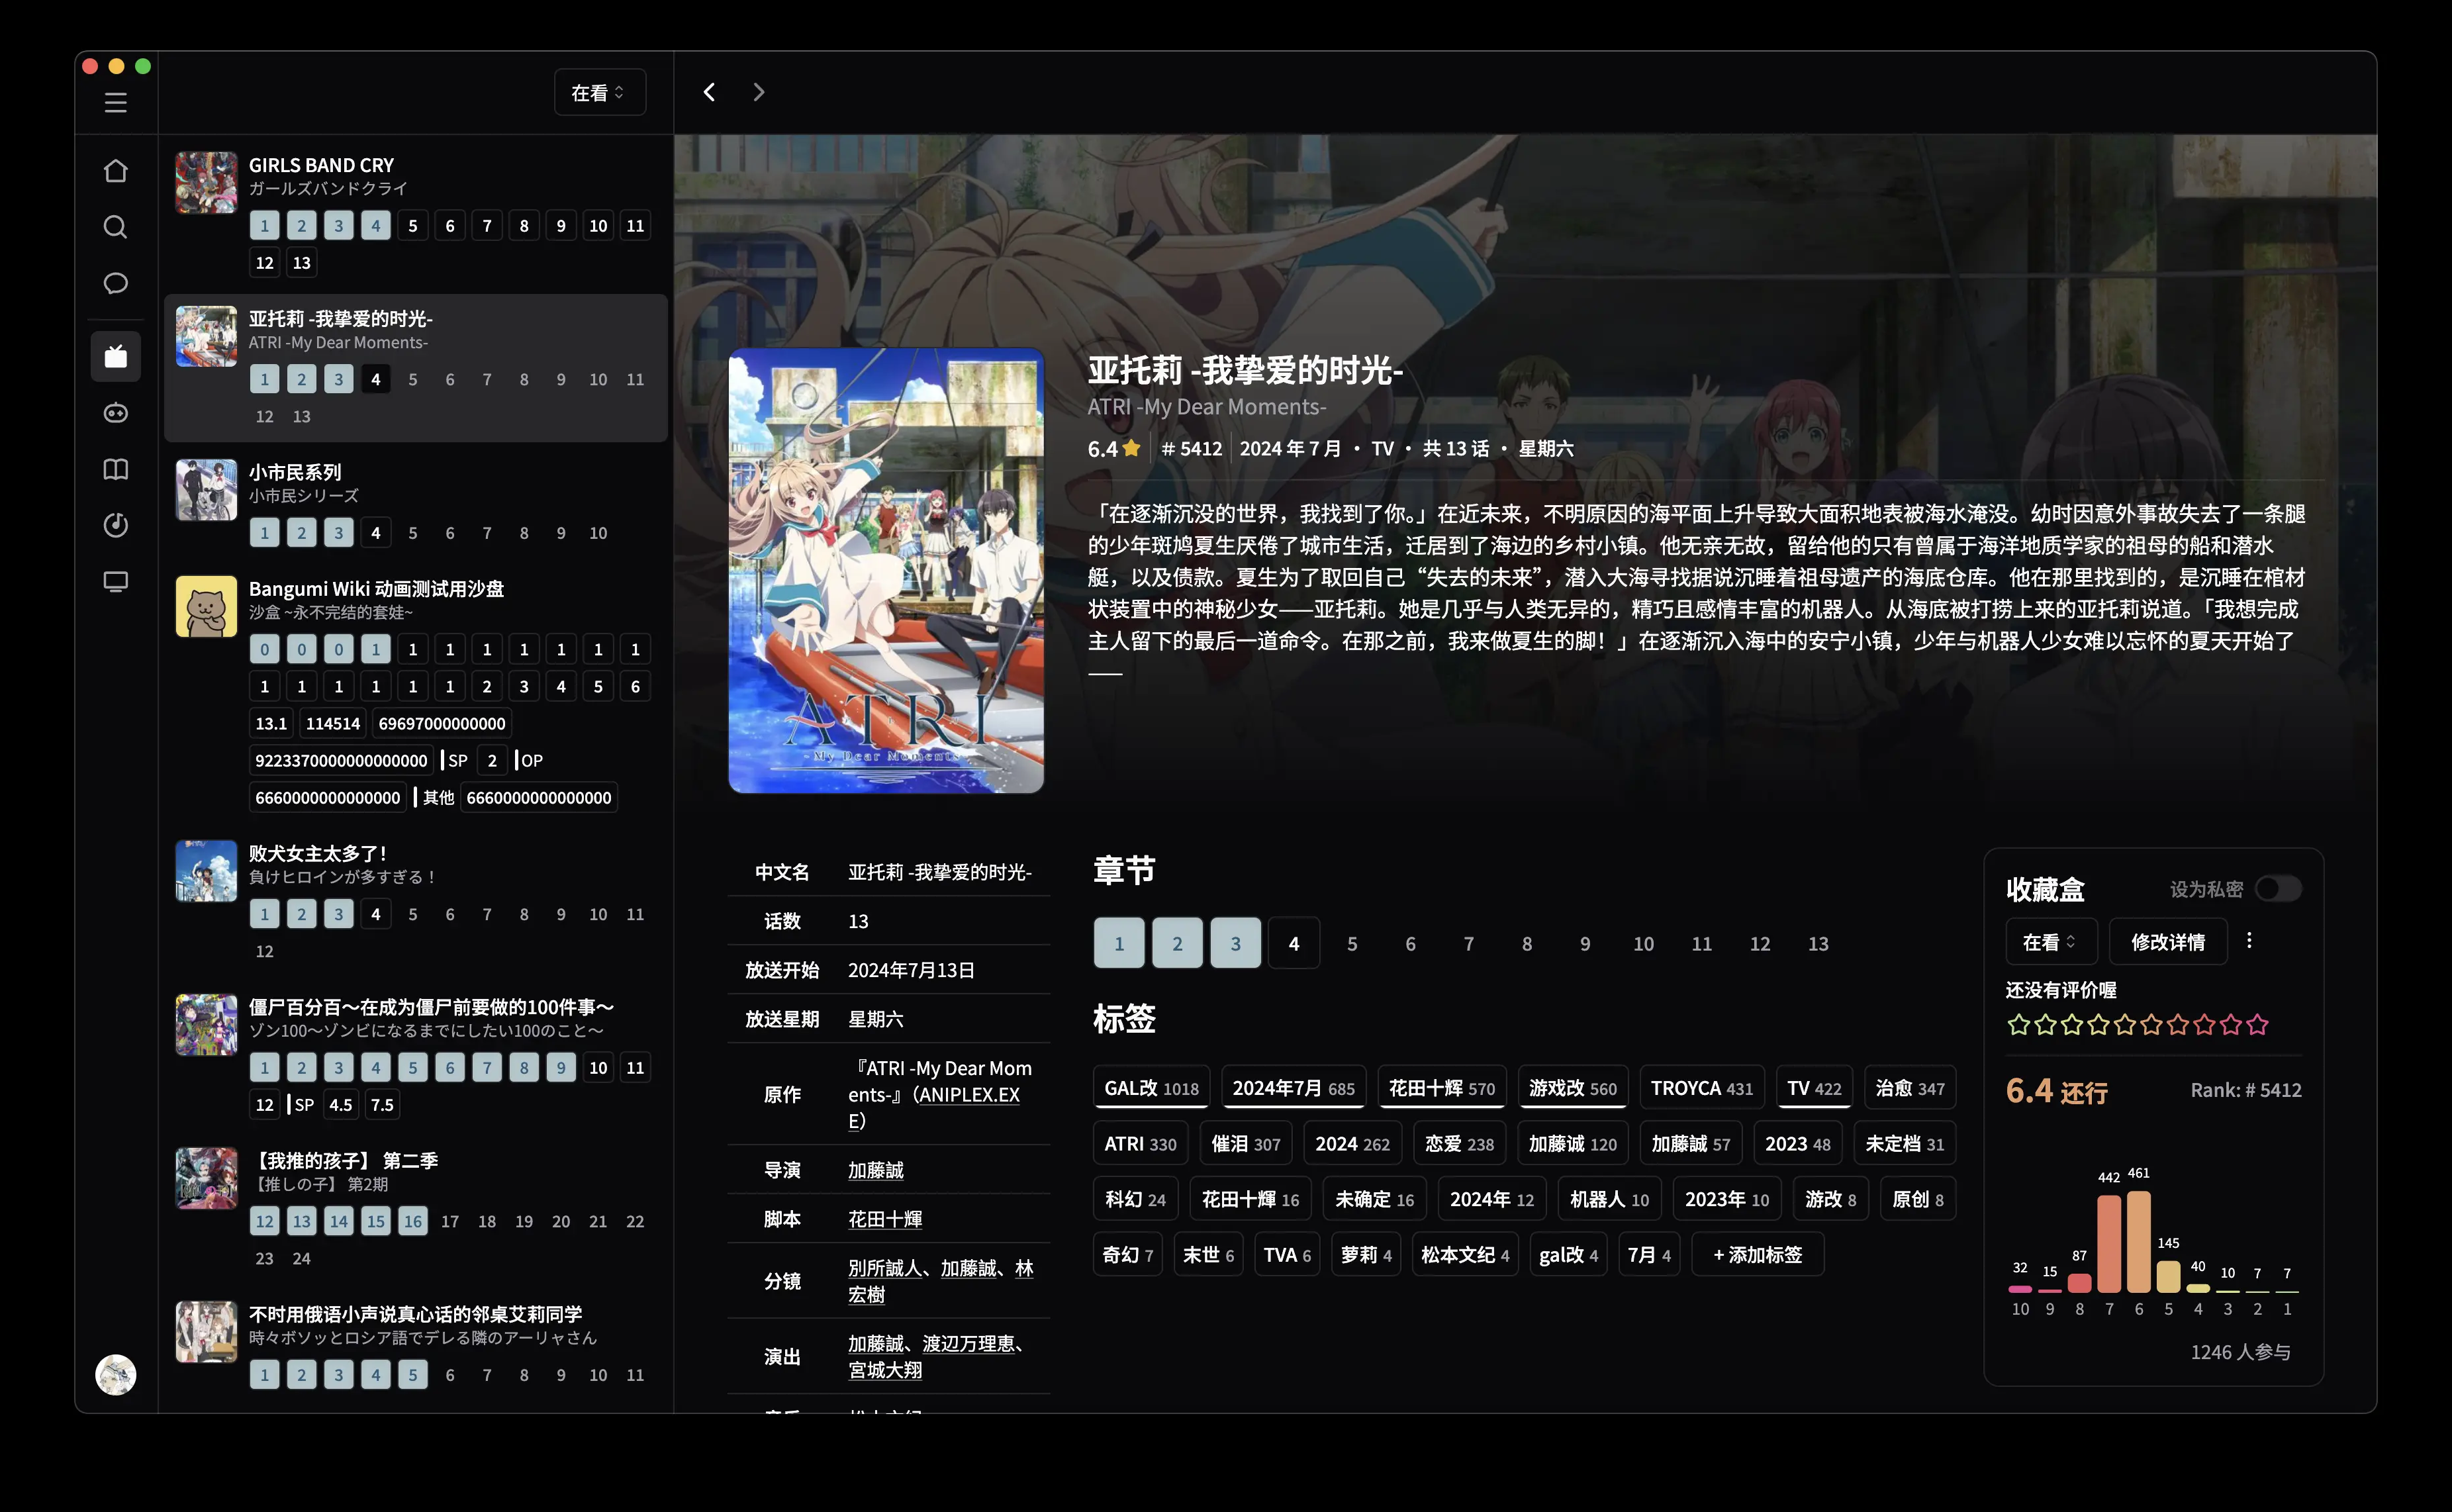 在看
GIRLS BAND CRY
ガールズバンドクライ
1 2 3 4 5 6 7 8 9 10 11
12 13
亚托莉 -我挚爱的时光-
ATRI -My Dear Moments-
1 2 3 4 5 6 7 8 9 10 11
12 13
小市民系列
小市民シリーズ
1 2 3 4 5 6 7 8 9 10
Bangumi Wiki 动画测试用沙盘
沙盒 ~永不完结的套娃~
0 0 0 1 1 1 1 1 1 1 1
1 1 1 1 1 1 2 3 4 5 6
13.1 114514 69697000000000
9223370000000000000 SP 2 OP
6660000000000000 其他 6660000000000000
败犬女主太多了！
負けヒロインが多すぎる！
1 2 3 4 5 6 7 8 9 10 11
12
僵尸百分百～在成为僵尸前要做的100件事～
ゾン100～ゾンビになるまでにしたい100のこと～
1 2 3 4 5 6 7 8 9 10 11
12 SP 4.5 7.5
【我推的孩子】 第二季
【推しの子】 第2期
12 13 14 15 16 17 18 19 20 21 22
23 24
不时用俄语小声说真心话的邻桌艾莉同学
時々ボソッとロシア語でデレる隣のアーリャさん
1 2 3 4 5 6 7 8 9 10 11
ATRI
My Dear Moments
亚托莉 -我挚爱的时光-
ATRI -My Dear Moments-
6.4 # 5412 2024 年 7 月 • TV • 共 13 话 • 星期六
「在逐渐沉没的世界，我找到了你。」在近未来，不明原因的海平面上升导致大面积地表被海水淹没。幼时因意外事故失去了一条腿
的少年斑鸠夏生厌倦了城市生活，迁居到了海边的乡村小镇。他无亲无故，留给他的只有曾属于海洋地质学家的祖母的船和潜水
艇，以及债款。夏生为了取回自己“失去的未来”，潜入大海寻找据说沉睡着祖母遗产的海底仓库。他在那里找到的，是沉睡在棺材
状装置中的神秘少女——亚托莉。她是几乎与人类无异的，精巧且感情丰富的机器人。从海底被打捞上来的亚托莉说道。「我想完成
主人留下的最后一道命令。在那之前，我来做夏生的脚！」在逐渐沉入海中的安宁小镇，少年与机器人少女难以忘怀的夏天开始了
——
中文名 亚托莉 -我挚爱的时光-
话数 13
放送开始 2024年7月13日
放送星期 星期六
原作 『ATRI -My Dear Mom
ents-』（ANIPLEX.EX
E）
导演 加藤誠
脚本 花田十輝
分镜 別所誠人、加藤誠、林
宏樹
演出 加藤誠、渡辺万理恵、
宮城大翔
章节
1 2 3 4 5 6 7 8 9 10 11 12 13
标签
GAL改 1018 2024年7月 685 花田十辉 570 游戏改 560 TROYCA 431 TV 422 治愈 347
ATRI 330 催泪 307 2024 262 恋爱 238 加藤诚 120 加藤誠 57 2023 48 未定档 31
科幻 24 花田十輝 16 未确定 16 2024年 12 机器人 10 2023年 10 游改 8 原创 8
奇幻 7 末世 6 TVA 6 萝莉 4 松本文纪 4 gal改 4 7月 4 + 添加标签
收藏盒 设为私密
在看 修改详情
还没有评价喔
6.4 还行 Rank: # 5412
32 15 87 442 461 145 40 10 7 7
10 9 8 7 6 5 4 3 2 1
1246 人参与